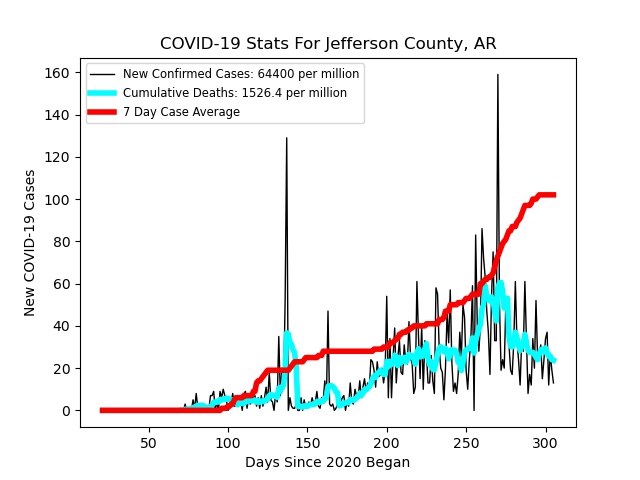 COVID-19 Stats For Jefferson County, AR
New Confirmed Cases: 64400 per million
Cumulative Deaths: 1526.4 per million
7 Day Case Average
160
140
120
100
80
60
40
20
0
New COVID-19 Cases
50 100 150 200 250 300
Days Since 2020 Began